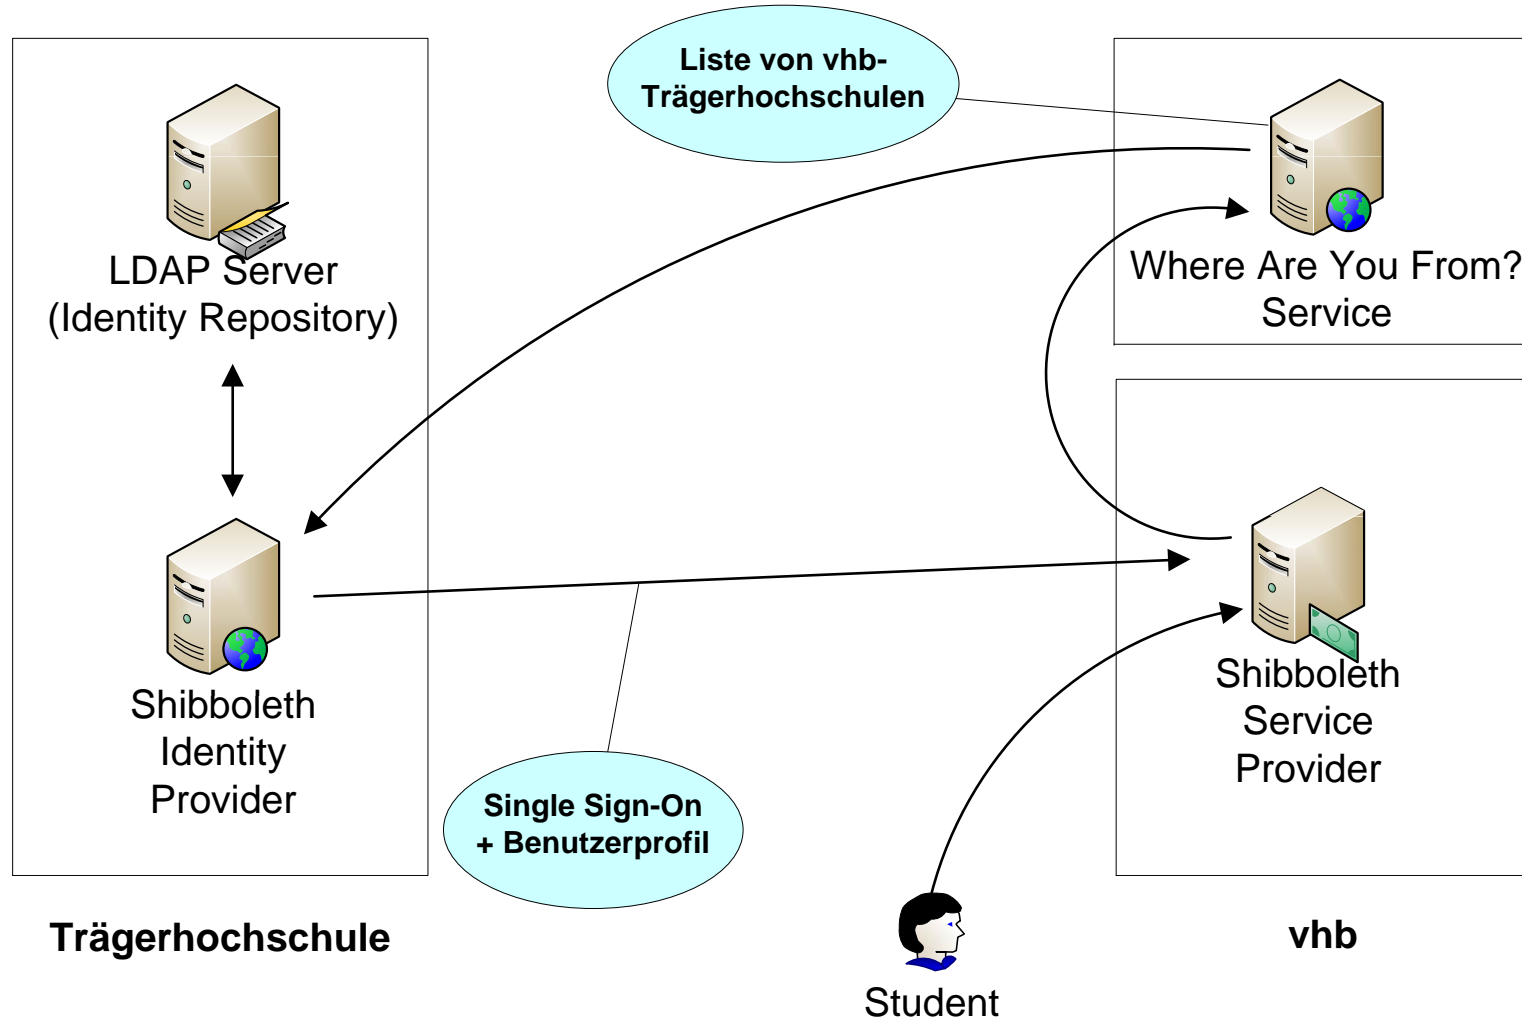 Liste von vhb-
Trägerhochschulen
LDAP Server
(Identity Repository)
Where Are You From?
Service
Shibboleth
Identity
Provider
Shibboleth
Service
Provider
Single Sign-On
+ Benutzerprofil
Trägerhochschule
vhb
Student